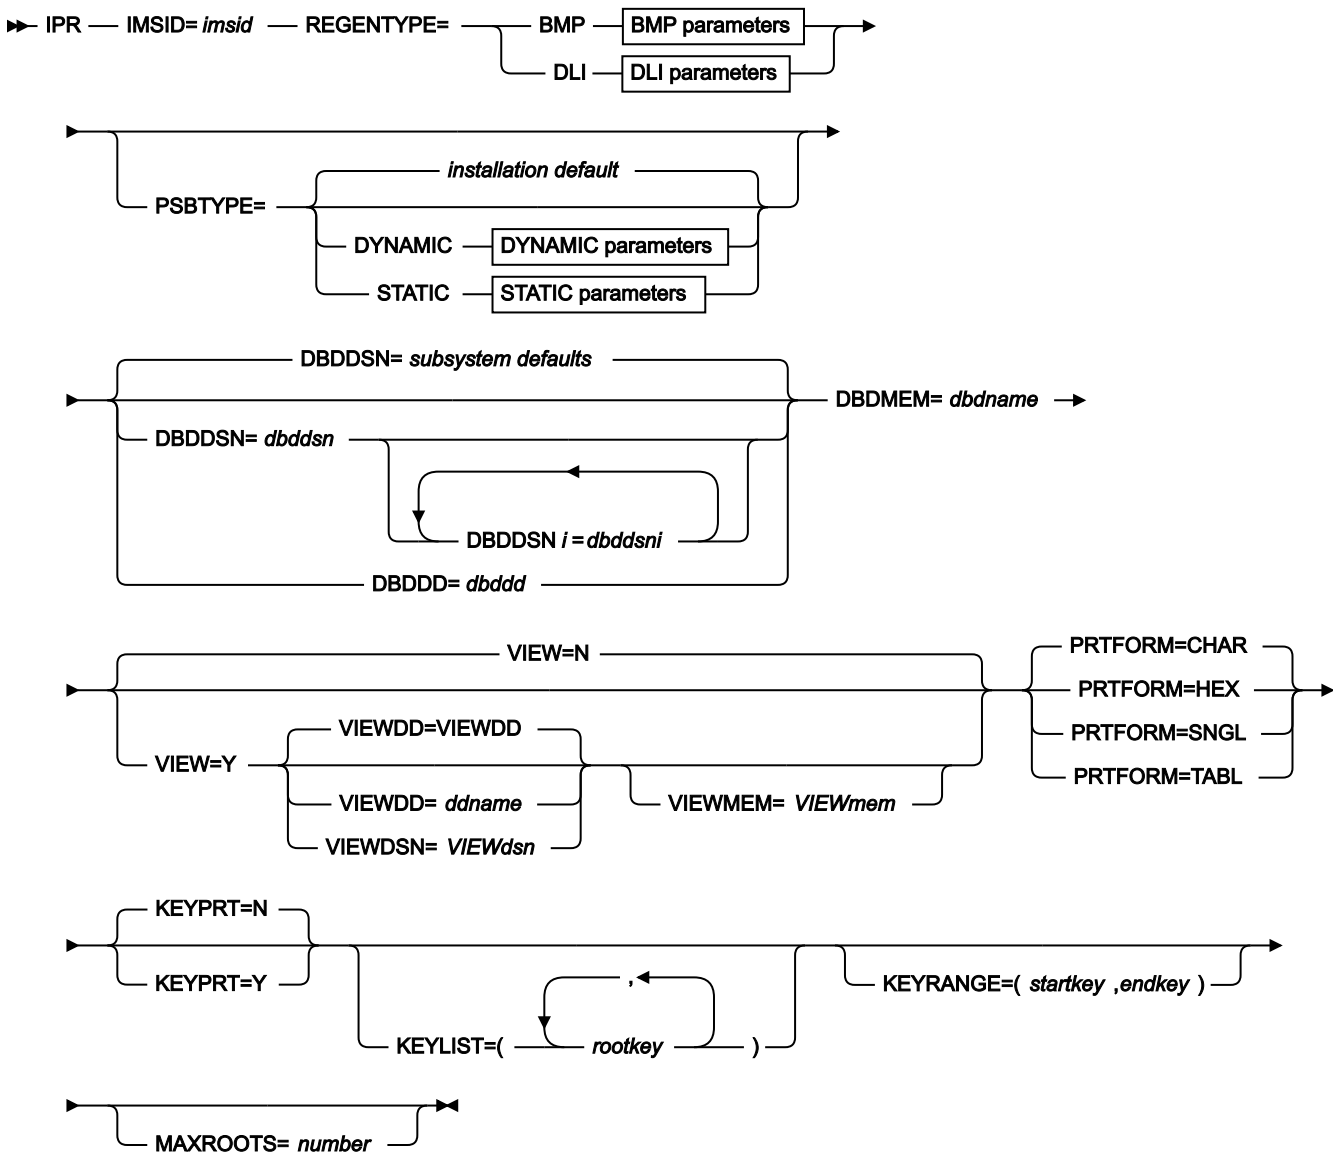 IPR IMSID= imsid REGENTYPE= BMP BMP parameters
DLI DLI parameters
installation default
PSBTYPE=
DYNAMIC DYNAMIC parameters
STATIC STATIC parameters
DBDDSN= subsystem defaults
DBDMEM= dbdname
DBDDSN= dbddsn
DBDDSN i =dbddsni
DBDDD= dbddd
VIEW=N
PRTFORM=CHAR
PRTFORM=HEX
PRTFORM=SNGL
PRTFORM=TABL
VIEWDD=VIEWDD
VIEW=Y
VIEWDD= ddname
VIEWMEM= VIEWmem
VIEWDSN= VIEWdsn
KEYPRT=N
KEYPRT=Y
,
KEYLIST=( rootkey )
KEYRANGE=( startkey ,endkey )
MAXROOTS= number